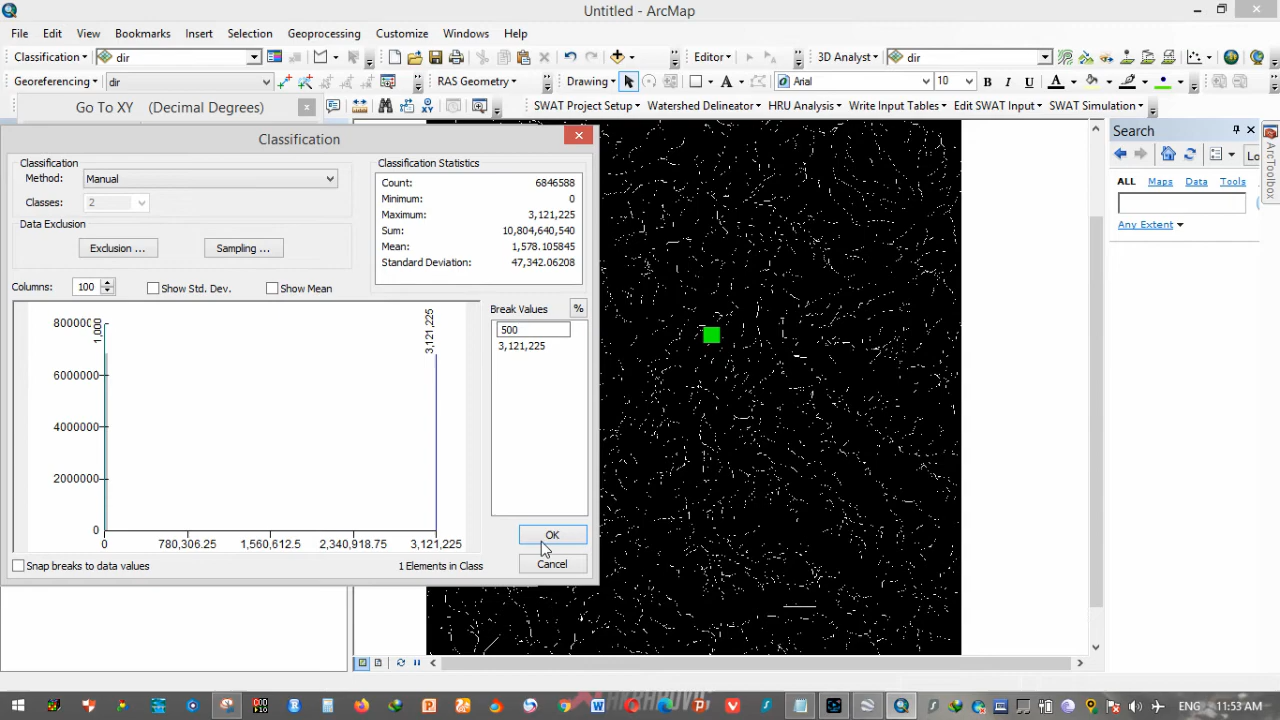 Untitled - ArcMap
File Edit View Bookmarks Insert Selection Geoprocessing Customize Windows Help
Classification dir Editor 3D Analyst dir
Georeferencing dir RAS Geometry Drawing Arial 10 B I U A
Go To XY (Decimal Degrees) SWAT Project Setup Watershed Delineator HRU Analysis Write Input Tables Edit SWAT Input SWAT Simulation
Classification
Classification
Method: Manual
Classes: 2
Data Exclusion
Exclusion ... Sampling ...
Classification Statistics
Count: 6846588
Minimum: 0
Maximum: 3,121,225
Sum: 10,804,640,540
Mean: 1,578.105845
Standard Deviation: 47,342.06208
Columns: 100 Show Std. Dev. Show Mean
Break Values %
500
3,121,225
1,000
3,121,225
8000000
6000000
4000000
2000000
0
0 780,306.25 1,560,612.5 2,340,918.75 3,121,225
OK
Cancel
Snap breaks to data values 1 Elements in Class
Search
Lo
ALL Maps Data Tools
Any Extent
ArcToolbox
ENG 11:53 AM